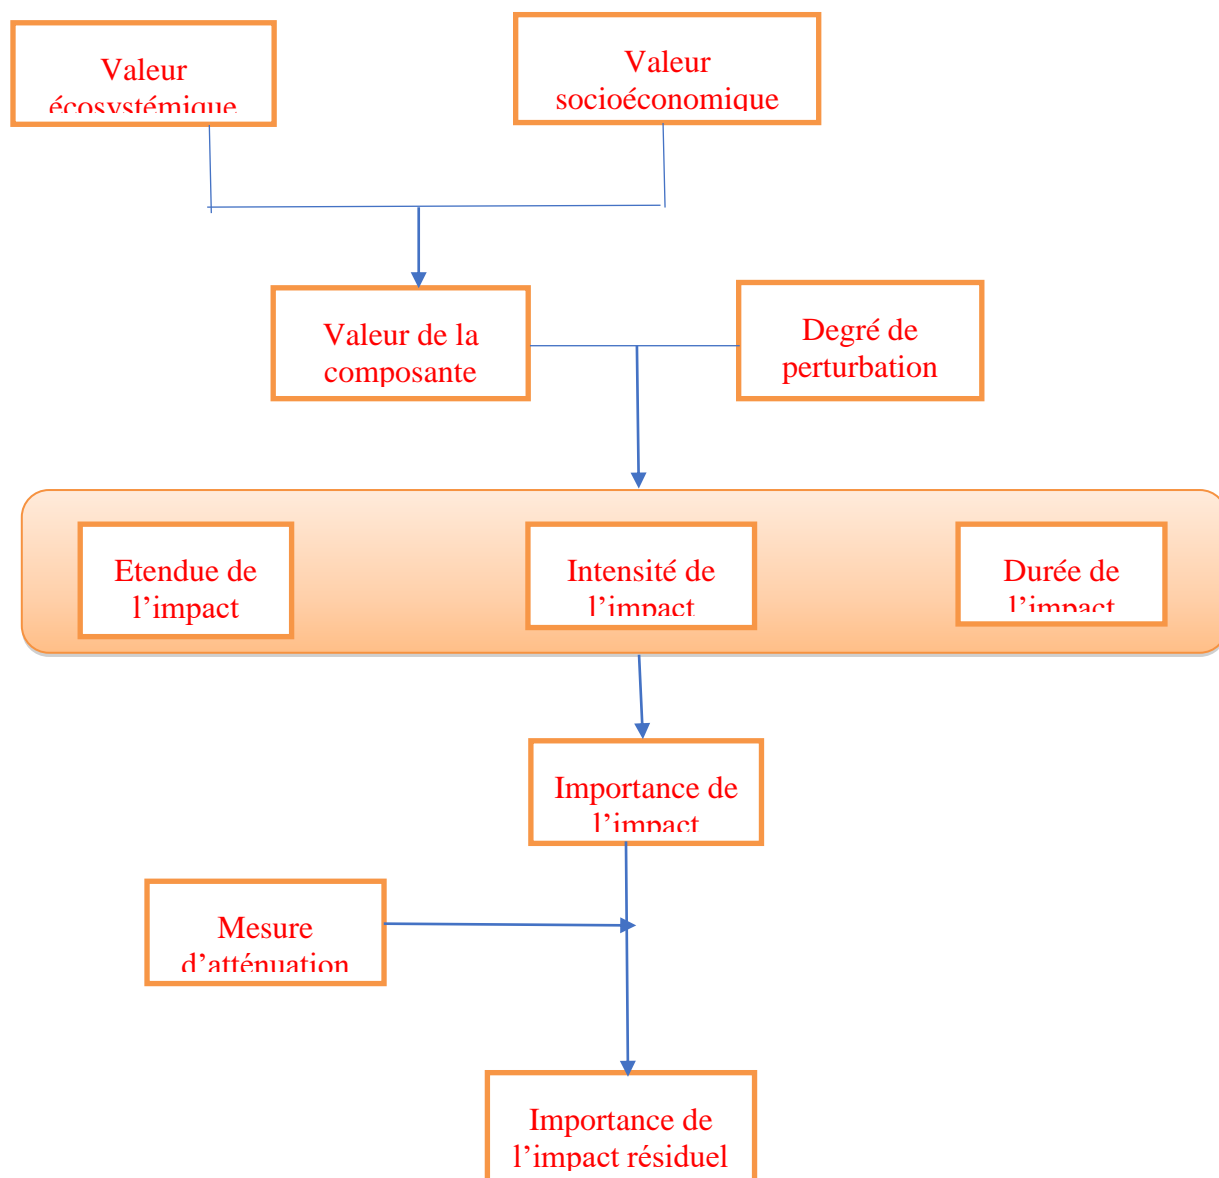 Valeur
écosystémique
Valeur
socioéconomique
Valeur de la
composante
Degré de
perturbation
Etendue de
l’impact
Intensité de
l’impact
Durée de
l’impact
Importance de
l’impact
Mesure
d’atténuation
Importance de
l’impact résiduel